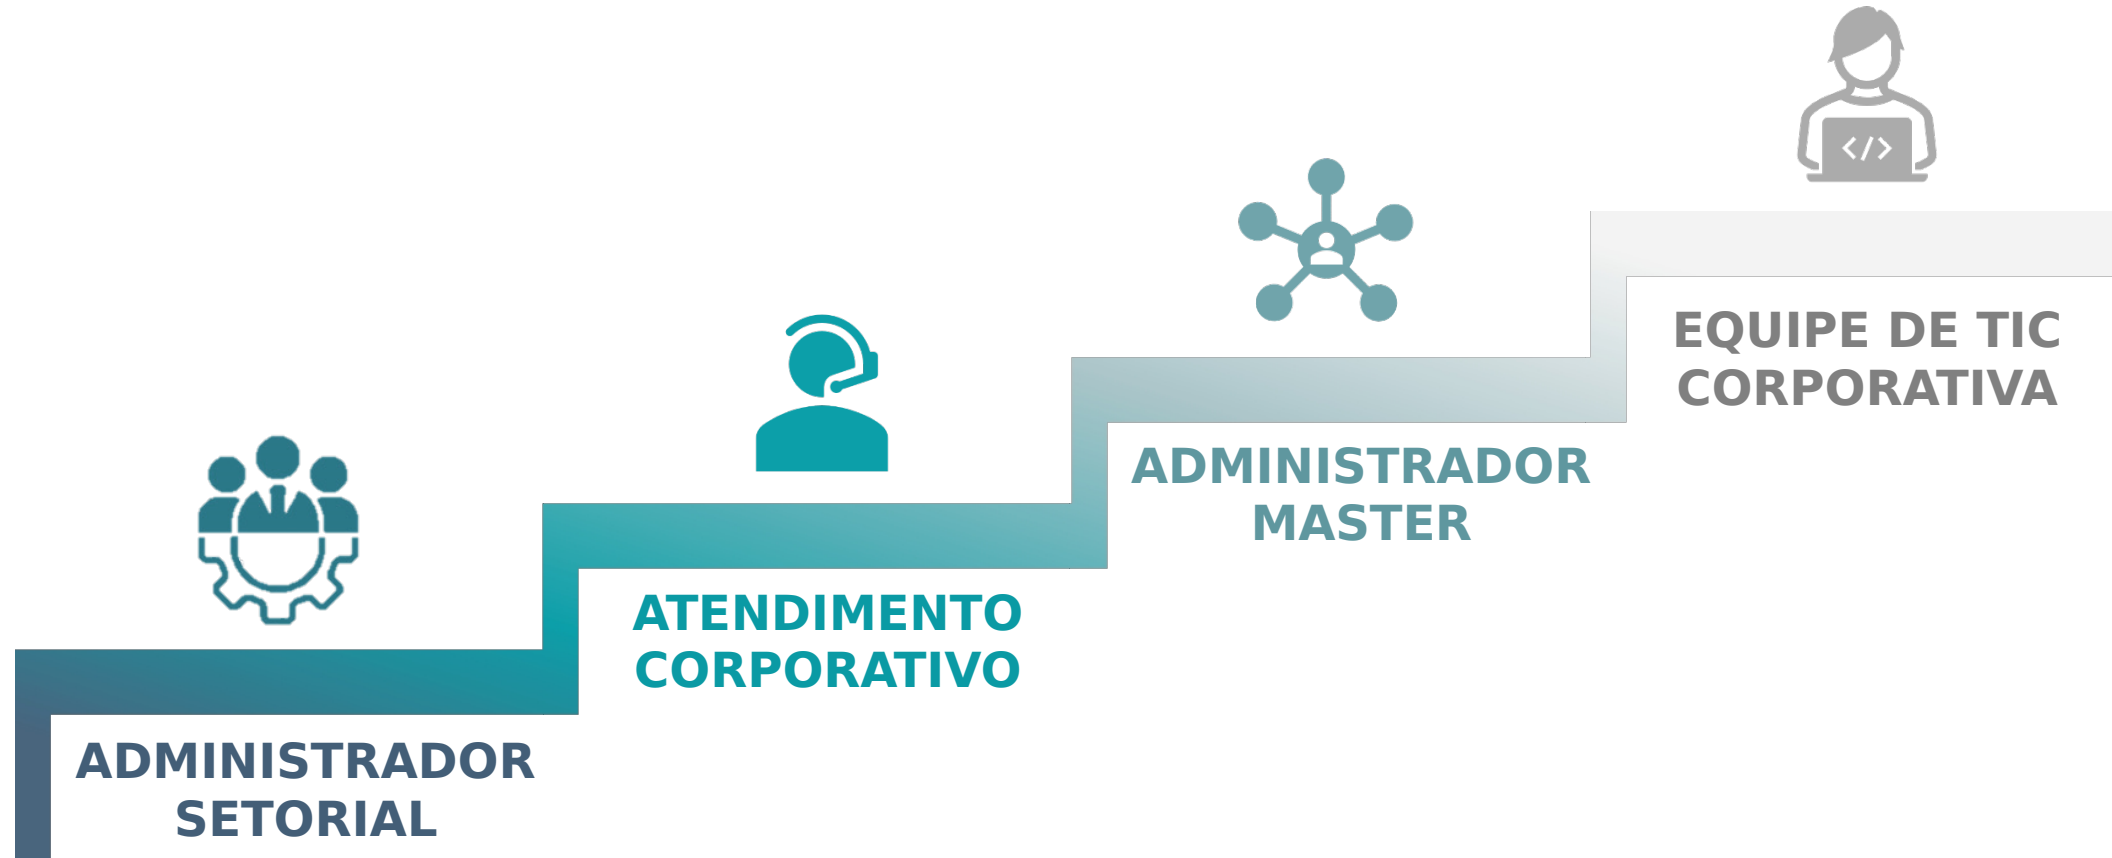 ADMINISTRADOR
SETORIAL
ATENDIMENTO
CORPORATIVO
ADMINISTRADOR
MASTER
EQUIPE DE TIC
CORPORATIVA